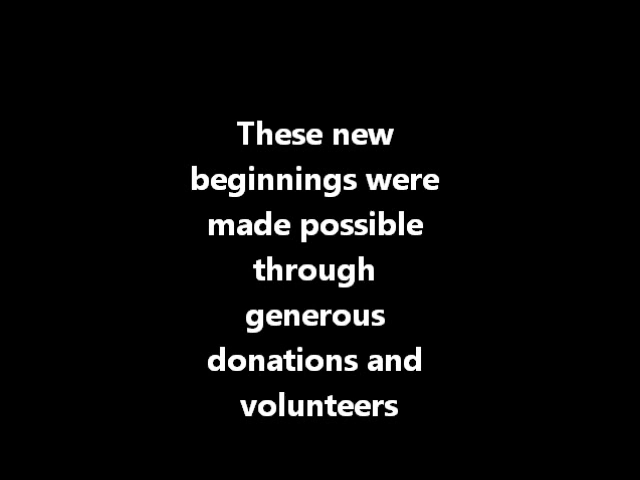 These new
beginnings were
made possible
through
generous
donations and
volunteers